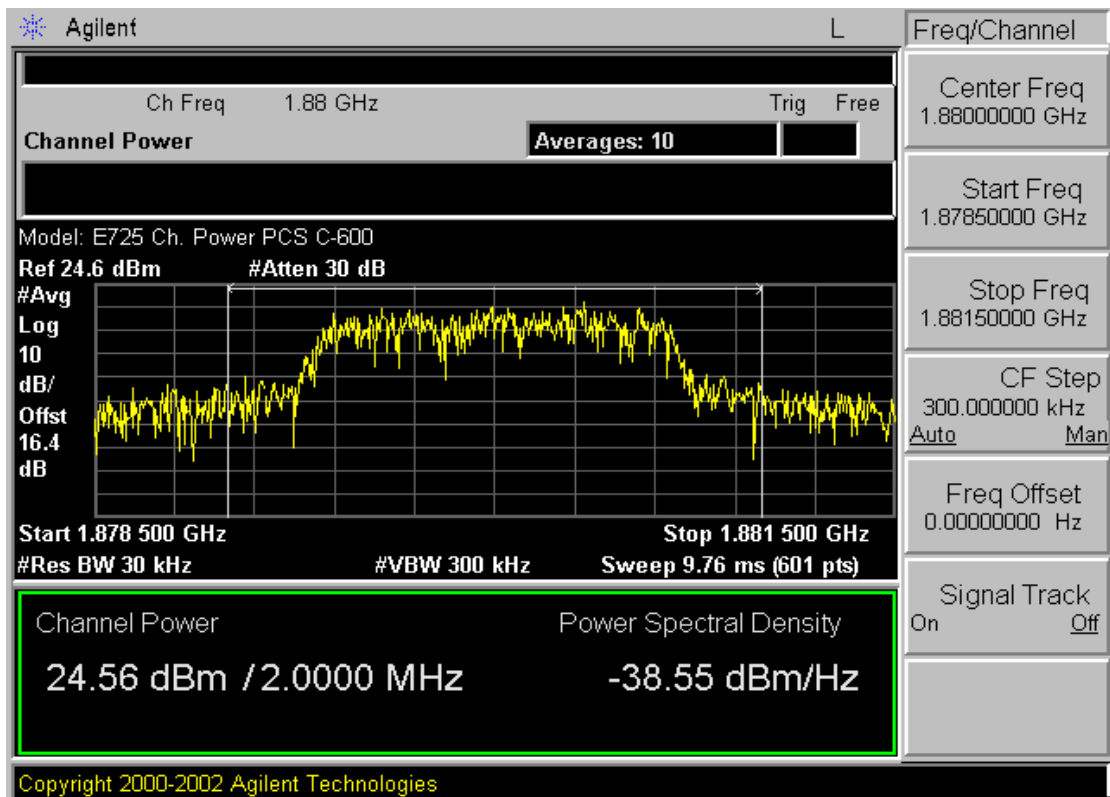 Agilent L
Ch Freq 1.88 GHz Trig Free
Channel Power Averages: 10
Model: E725 Ch. Power PCS C-600
Ref 24.6 dBm #Atten 30 dB
#Avg
Log
10
dB/
Offst
16.4
dB
Start 1.878 500 GHz Stop 1.881 500 GHz
#Res BW 30 kHz #VBW 300 kHz Sweep 9.76 ms (601 pts)
Channel Power Power Spectral Density
24.56 dBm / 2.0000 MHz -38.55 dBm/Hz
Copyright 2000-2002 Agilent Technologies
Freq/Channel
Center Freq
1.88000000 GHz
Start Freq
1.87850000 GHz
Stop Freq
1.88150000 GHz
CF Step
300.000000 kHz
Auto Man
Freq Offset
0.00000000 Hz
Signal Track
On Off